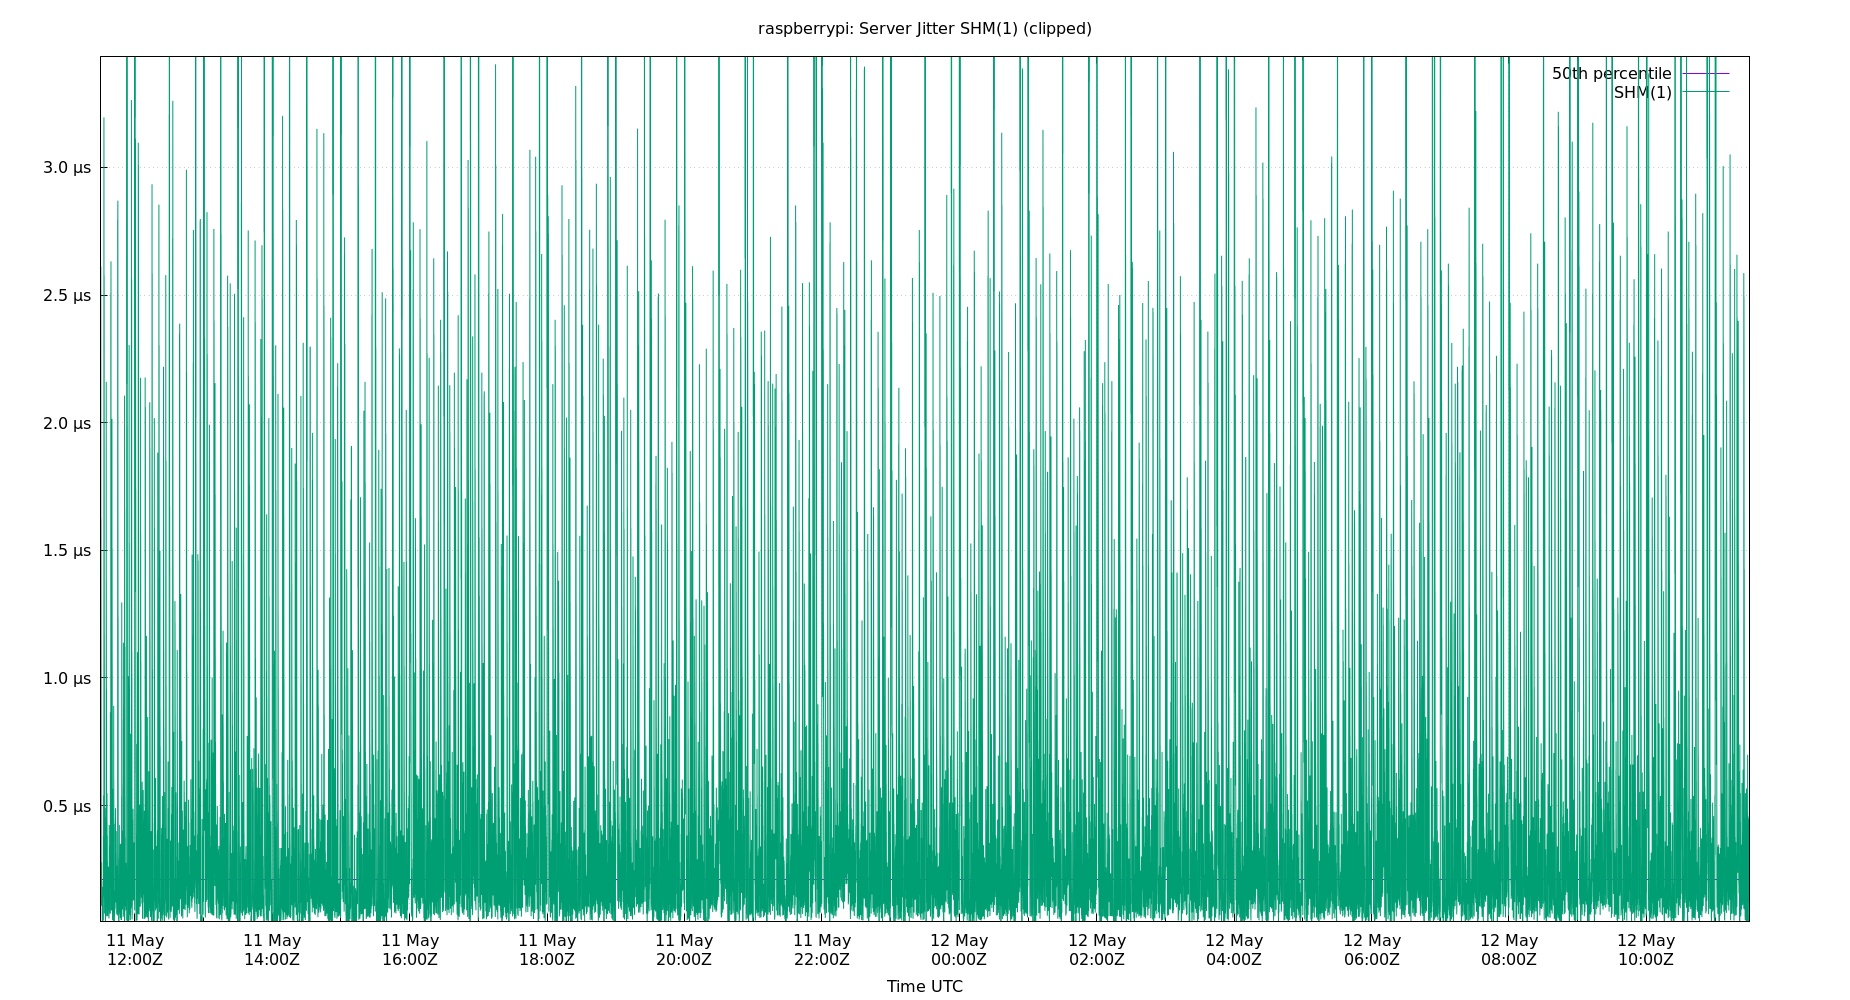 raspberrypi: Server Jitter SHM(1) (clipped)
50th percentile
SHM(1)
3.0 µs
2.5 µs
2.0 µs
1.5 µs
1.0 µs
0.5 µs
11 May 11 May 11 May 11 May 11 May 11 May 12 May 12 May 12 May 12 May 12 May 12 May
12:00Z 14:00Z 16:00Z 18:00Z 20:00Z 22:00Z 00:00Z 02:00Z 04:00Z 06:00Z 08:00Z 10:00Z
Time UTC